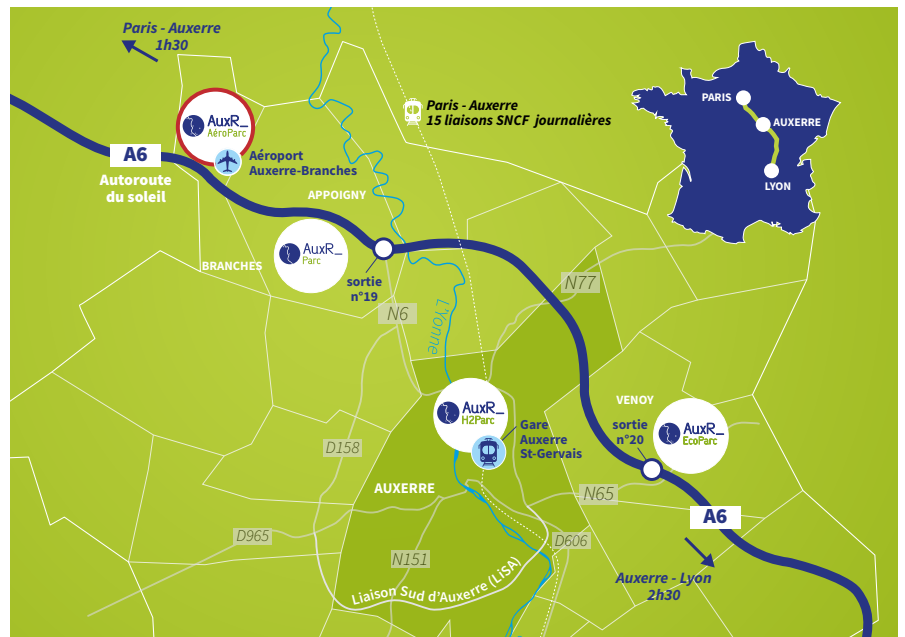 Paris - Auxerre
1h30
AuxR_
AéroParc
A6
Autoroute
du soleil
Aéroport
Auxerre-Branches
Paris - Auxerre
15 liaisons SNCF journalières
PARIS
AUXERRE
LYON
APPOIGNY
BRANCHES
AuxR_
Parc
sortie
n°19
N6
L'Yonne
N77
AuxR_
H2Parc
Gare
Auxerre
St-Gervais
VENOY
sortie
n°20
AuxR_
EcoParc
D158
AUXERRE
N65
A6
D965
N151
D606
Liaison Sud d'Auxerre (LiSA)
Auxerre - Lyon
2h30